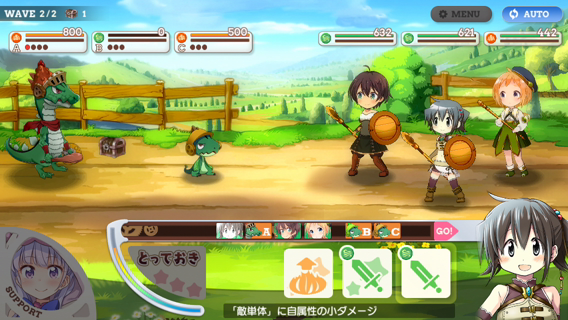 WAVE 2/2 1
MENU
AUTO
800
0
500
632
621
442
A
B
C
A B C GO!
とっておき
SUPPORT
「敵単体」に自属性の小ダメージ